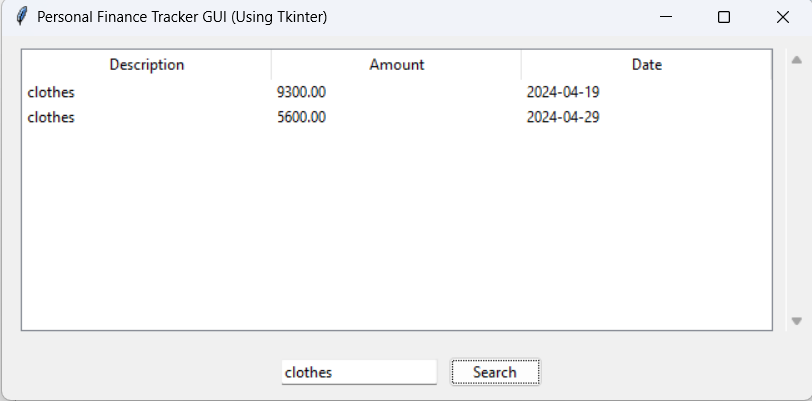 Personal Finance Tracker GUI (Using Tkinter)
Description Amount Date
clothes 9300.00 2024-04-19
clothes 5600.00 2024-04-29
clothes Search